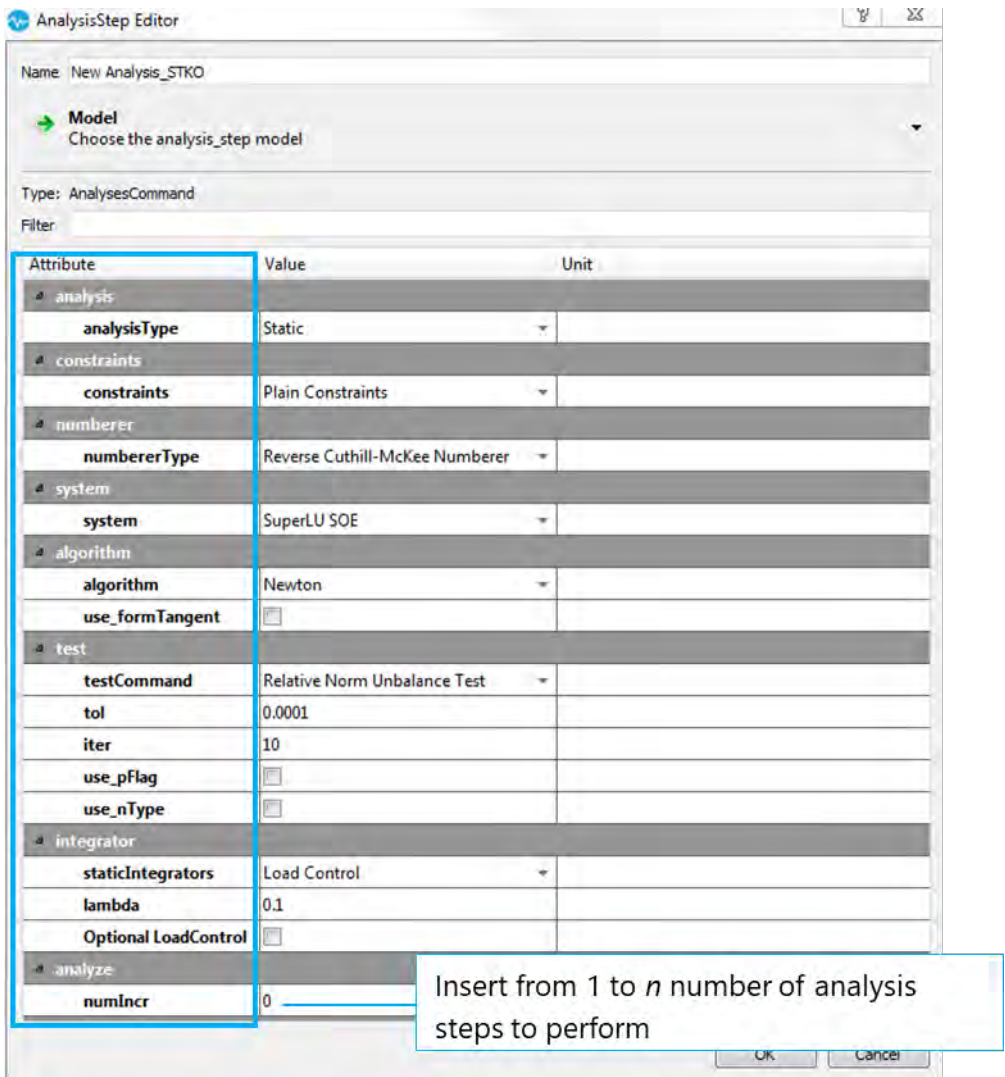 AnalysisStep Editor
Name New Analysis_STKO
Model
Choose the analysis_step model
Type: AnalysesCommand
Filter
Attribute Value Unit
analysis
analysisType Static
constraints
constraints Plain Constraints
numberer
numbererType Reverse Cuthill-McKee Numberer
system
system SuperLU SOE
algorithm
algorithm Newton
use_formTangent
test
testCommand Relative Norm Unbalance Test
tol 0.0001
iter 10
use_pFlag
use_nType
integrator
staticIntegrators Load Control
lambda 0.1
Optional LoadControl
analyze
numIncr 0
Insert from 1 to n number of analysis
steps to perform
OK Cancel